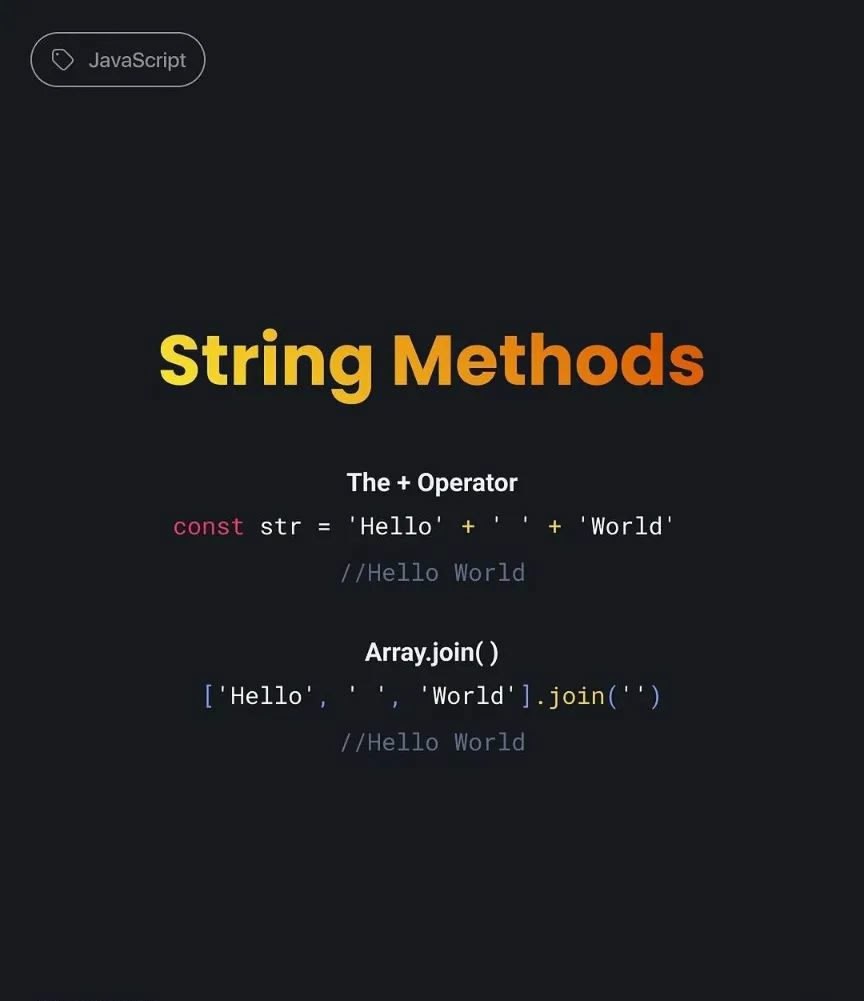 JavaScript
String Methods
The + Operator
const str = 'Hello' + ' ' + 'World'
//Hello World
Array.join( )
['Hello', ' ', 'World'].join('')
//Hello World